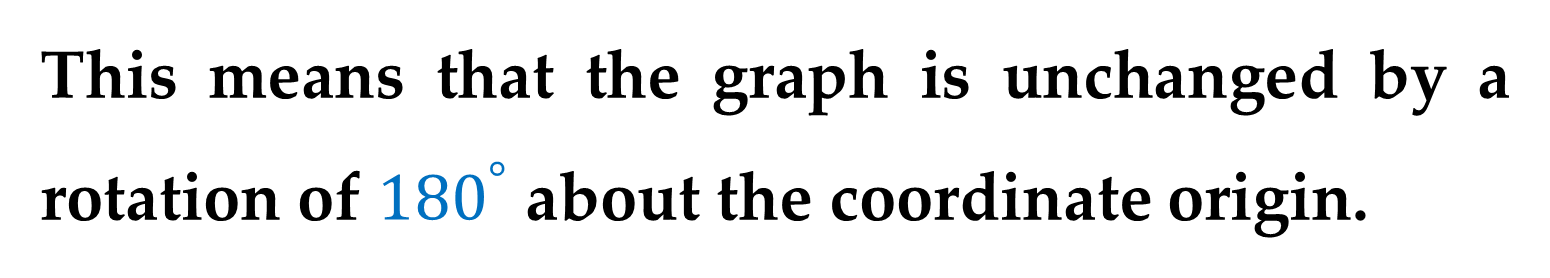 This means that the graph is unchanged by a
rotation of 180° about the coordinate origin.